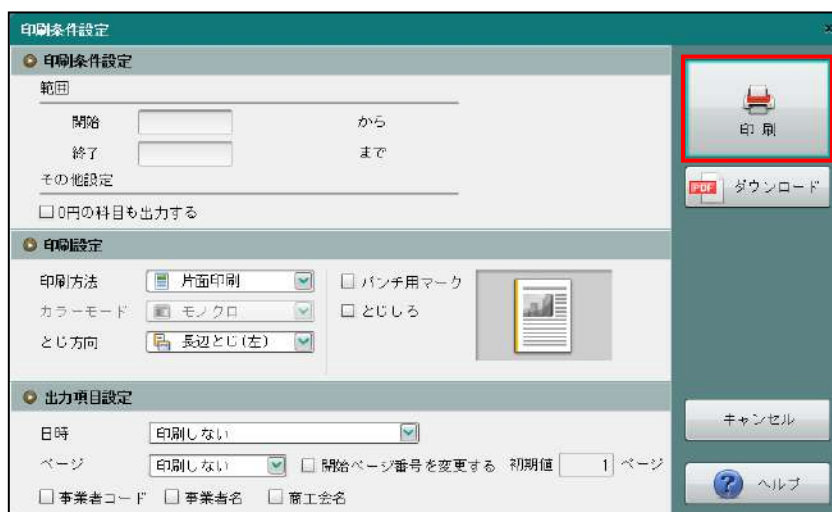 印刷条件設定
印刷条件設定
範囲
開始 から
終了 まで
その他設定
0円の科目も出力する
印刷設定
印刷方法 片面印刷 パンチ用マーク
カラーモード モノクロ とじしろ
とじ方向 長辺とじ(左)
出力項目設定
日時 印刷しない
ページ 印刷しない 開始ページ番号を変更する 初期値 1 ページ
事業者コード 事業者名 商工会名
印刷
PDF ダウンロード
キャンセル
? ヘルプ